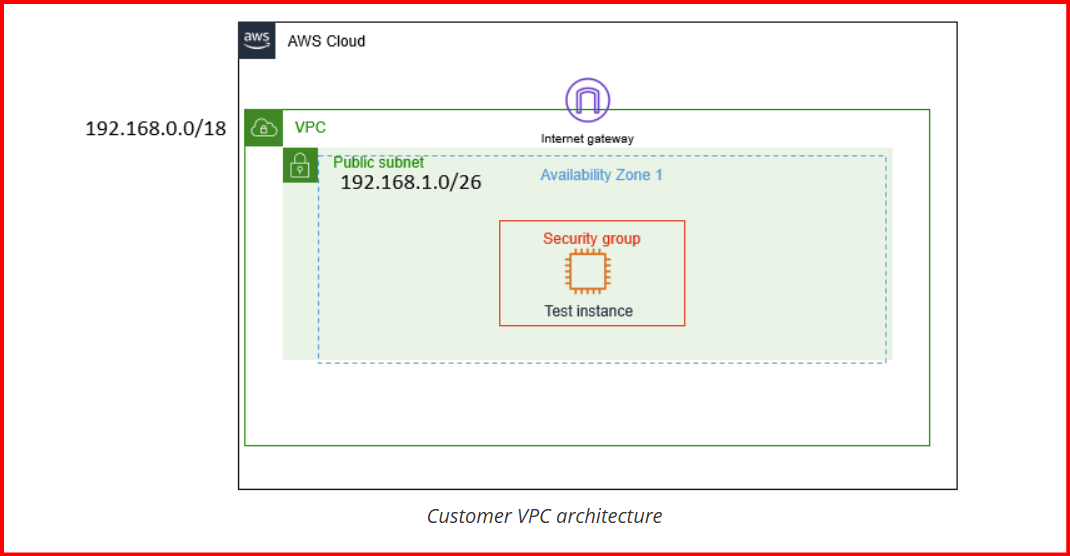 aws
AWS Cloud
Internet gateway
192.168.0.0/18
VPC
Public subnet
192.168.1.0/26
Availability Zone 1
Security group
Test instance
Customer VPC architecture